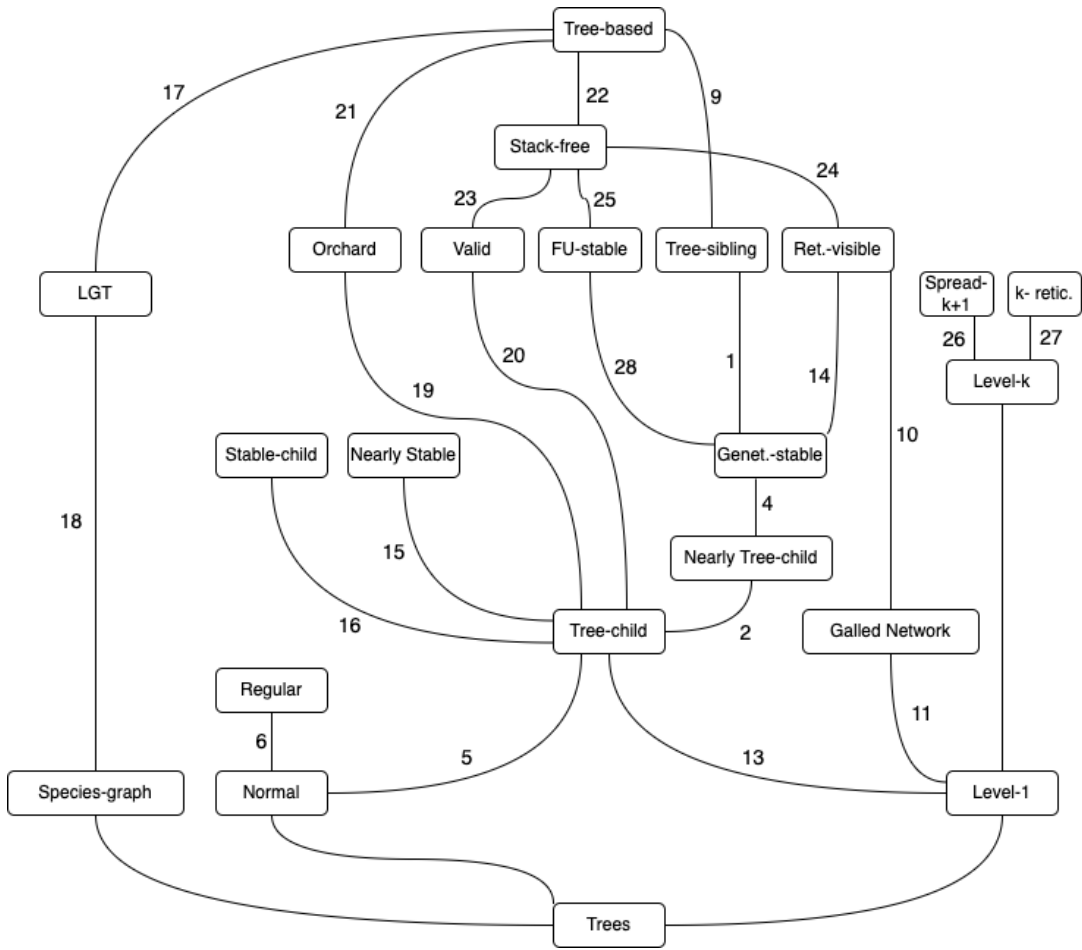 Tree-based
17
21
22
9
Stack-free
24
23
25
Orchard
Valid
FU-stable
Tree-sibling
Ret.-visible
LGT
Spread-
k+1
k- retic.
26
27
20
28
1
14
Level-k
19
10
Stable-child
Nearly Stable
Genet.-stable
4
18
15
Nearly Tree-child
16
Tree-child
2
Galled Network
Regular
11
6
5
13
Species-graph
Normal
Level-1
Trees